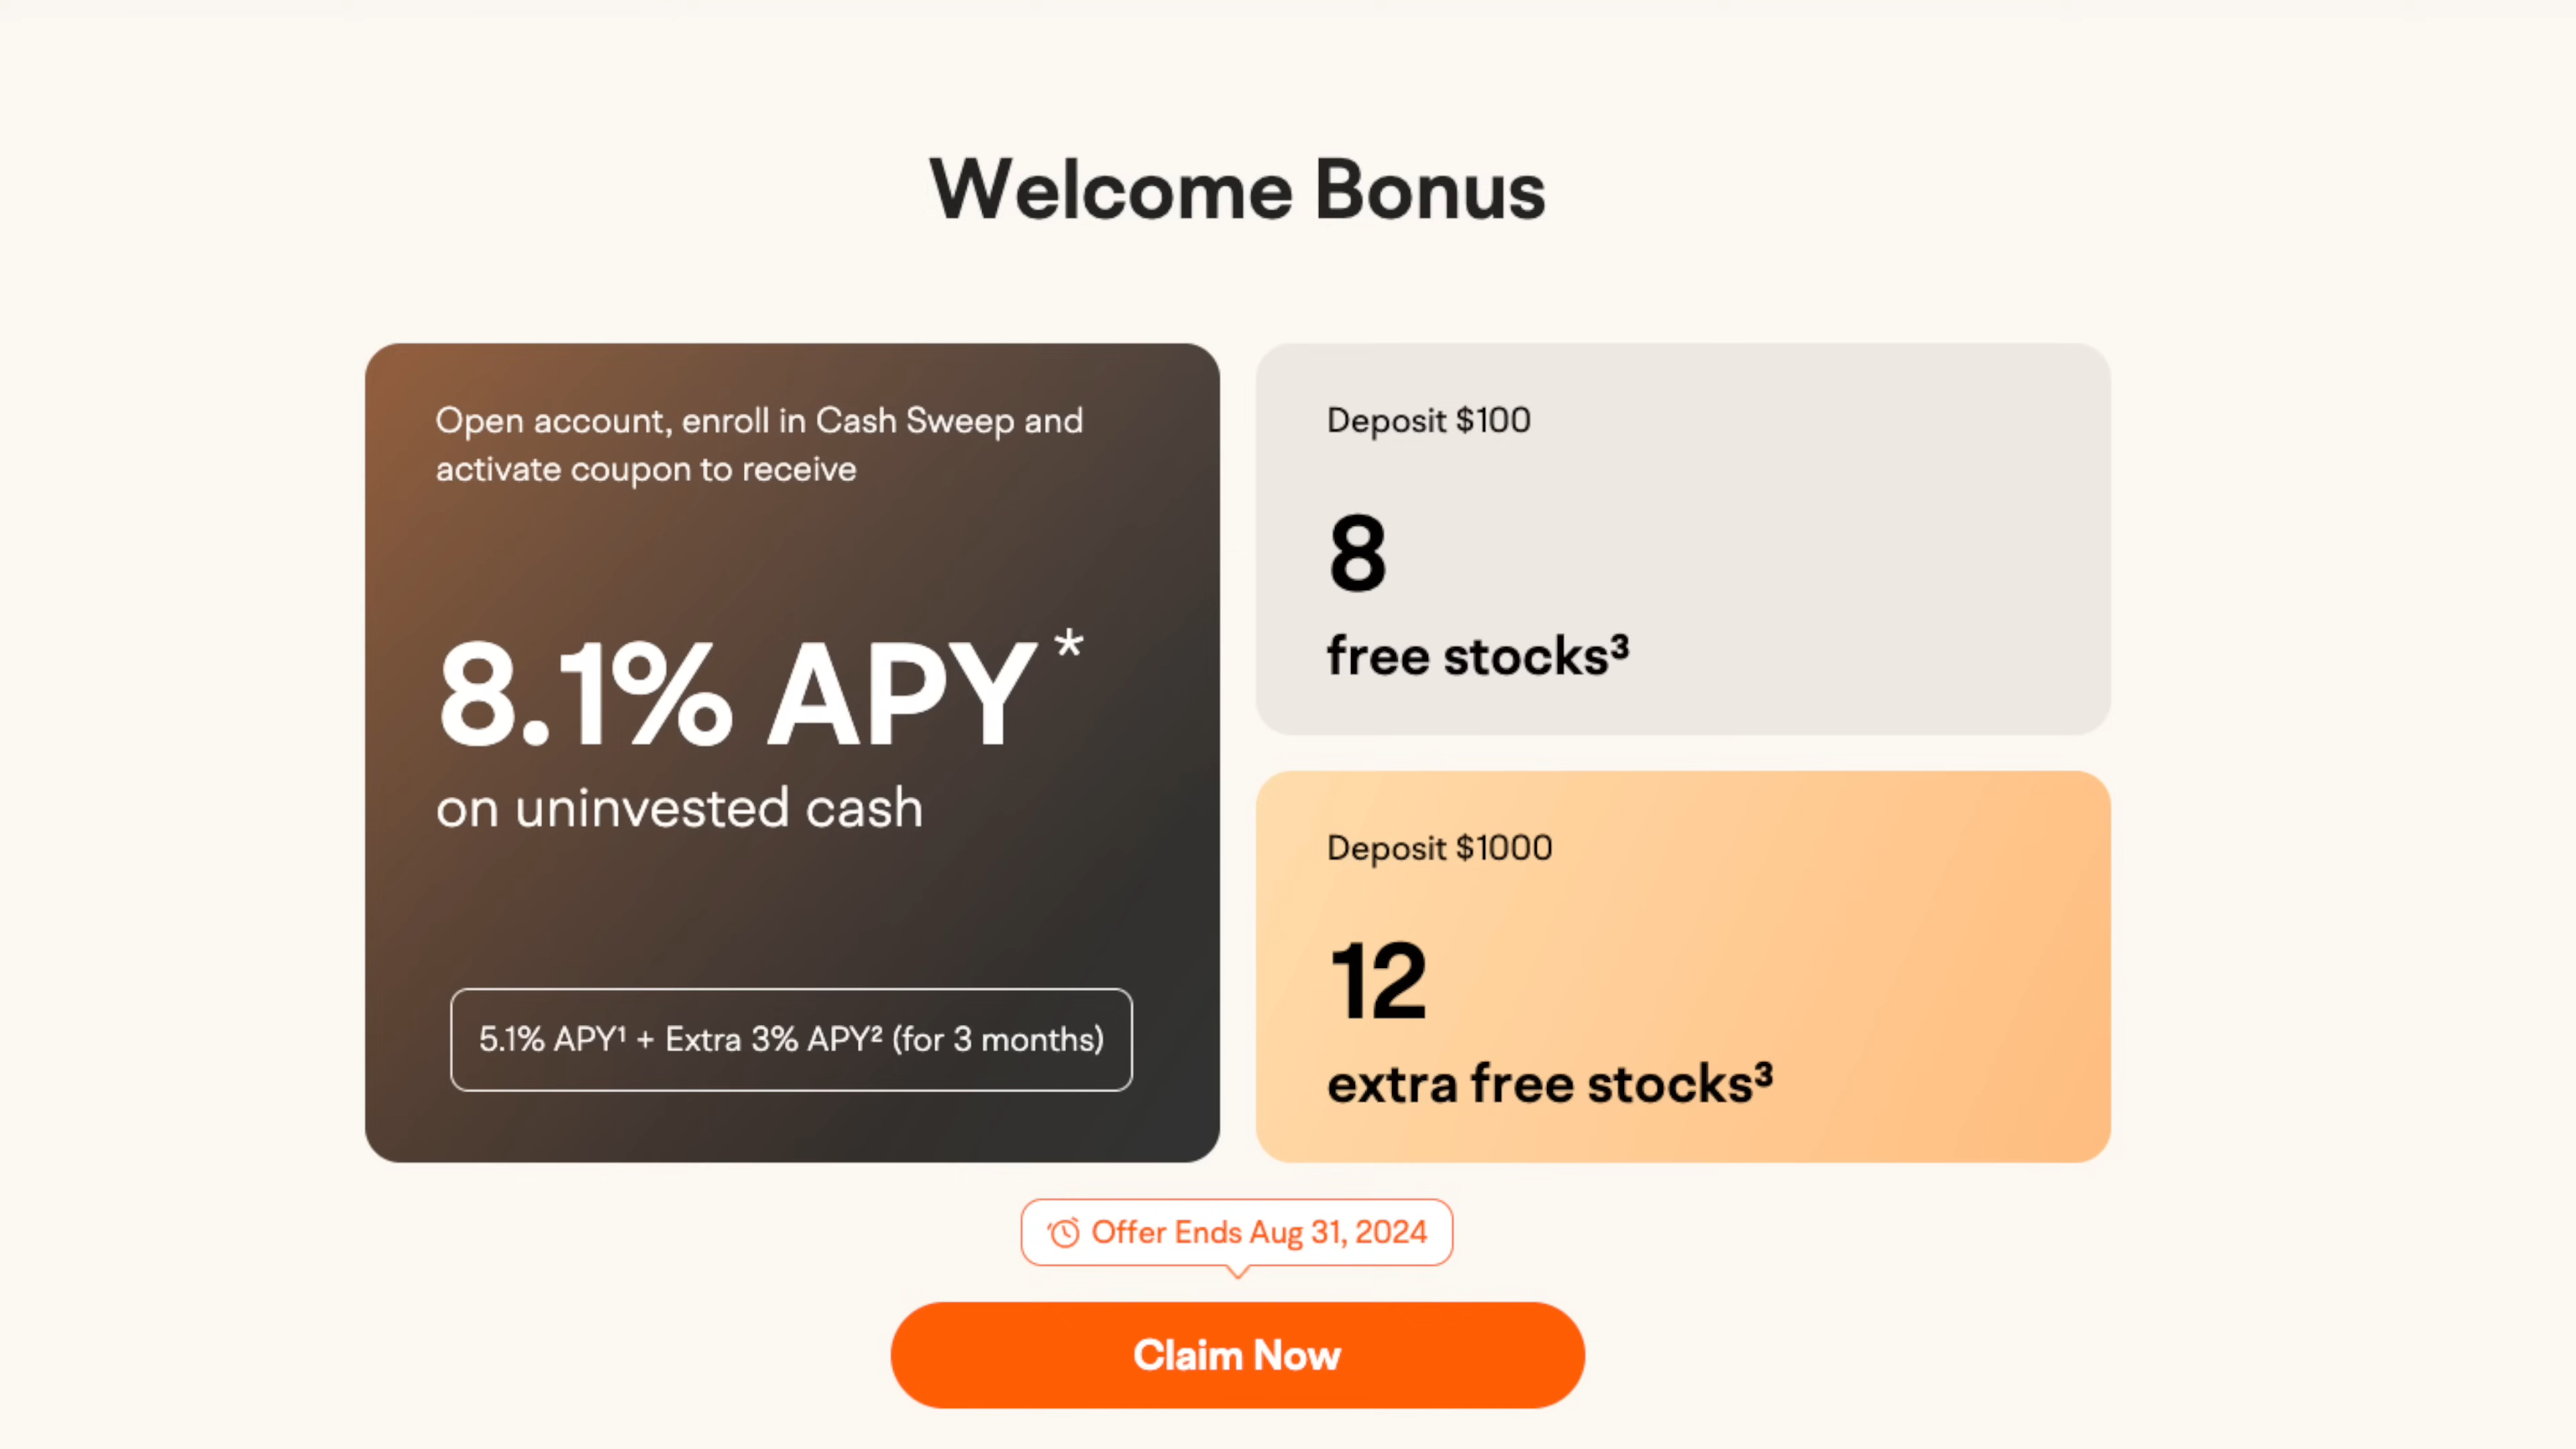 Welcome Bonus
Open account, enroll in Cash Sweep and
activate coupon to receive
8.1% APY*
on uninvested cash
5.1% APY¹ + Extra 3% APY² (for 3 months)
Deposit $100
8
free stocks³
Deposit $1000
12
extra free stocks³
Offer Ends Aug 31, 2024
Claim Now